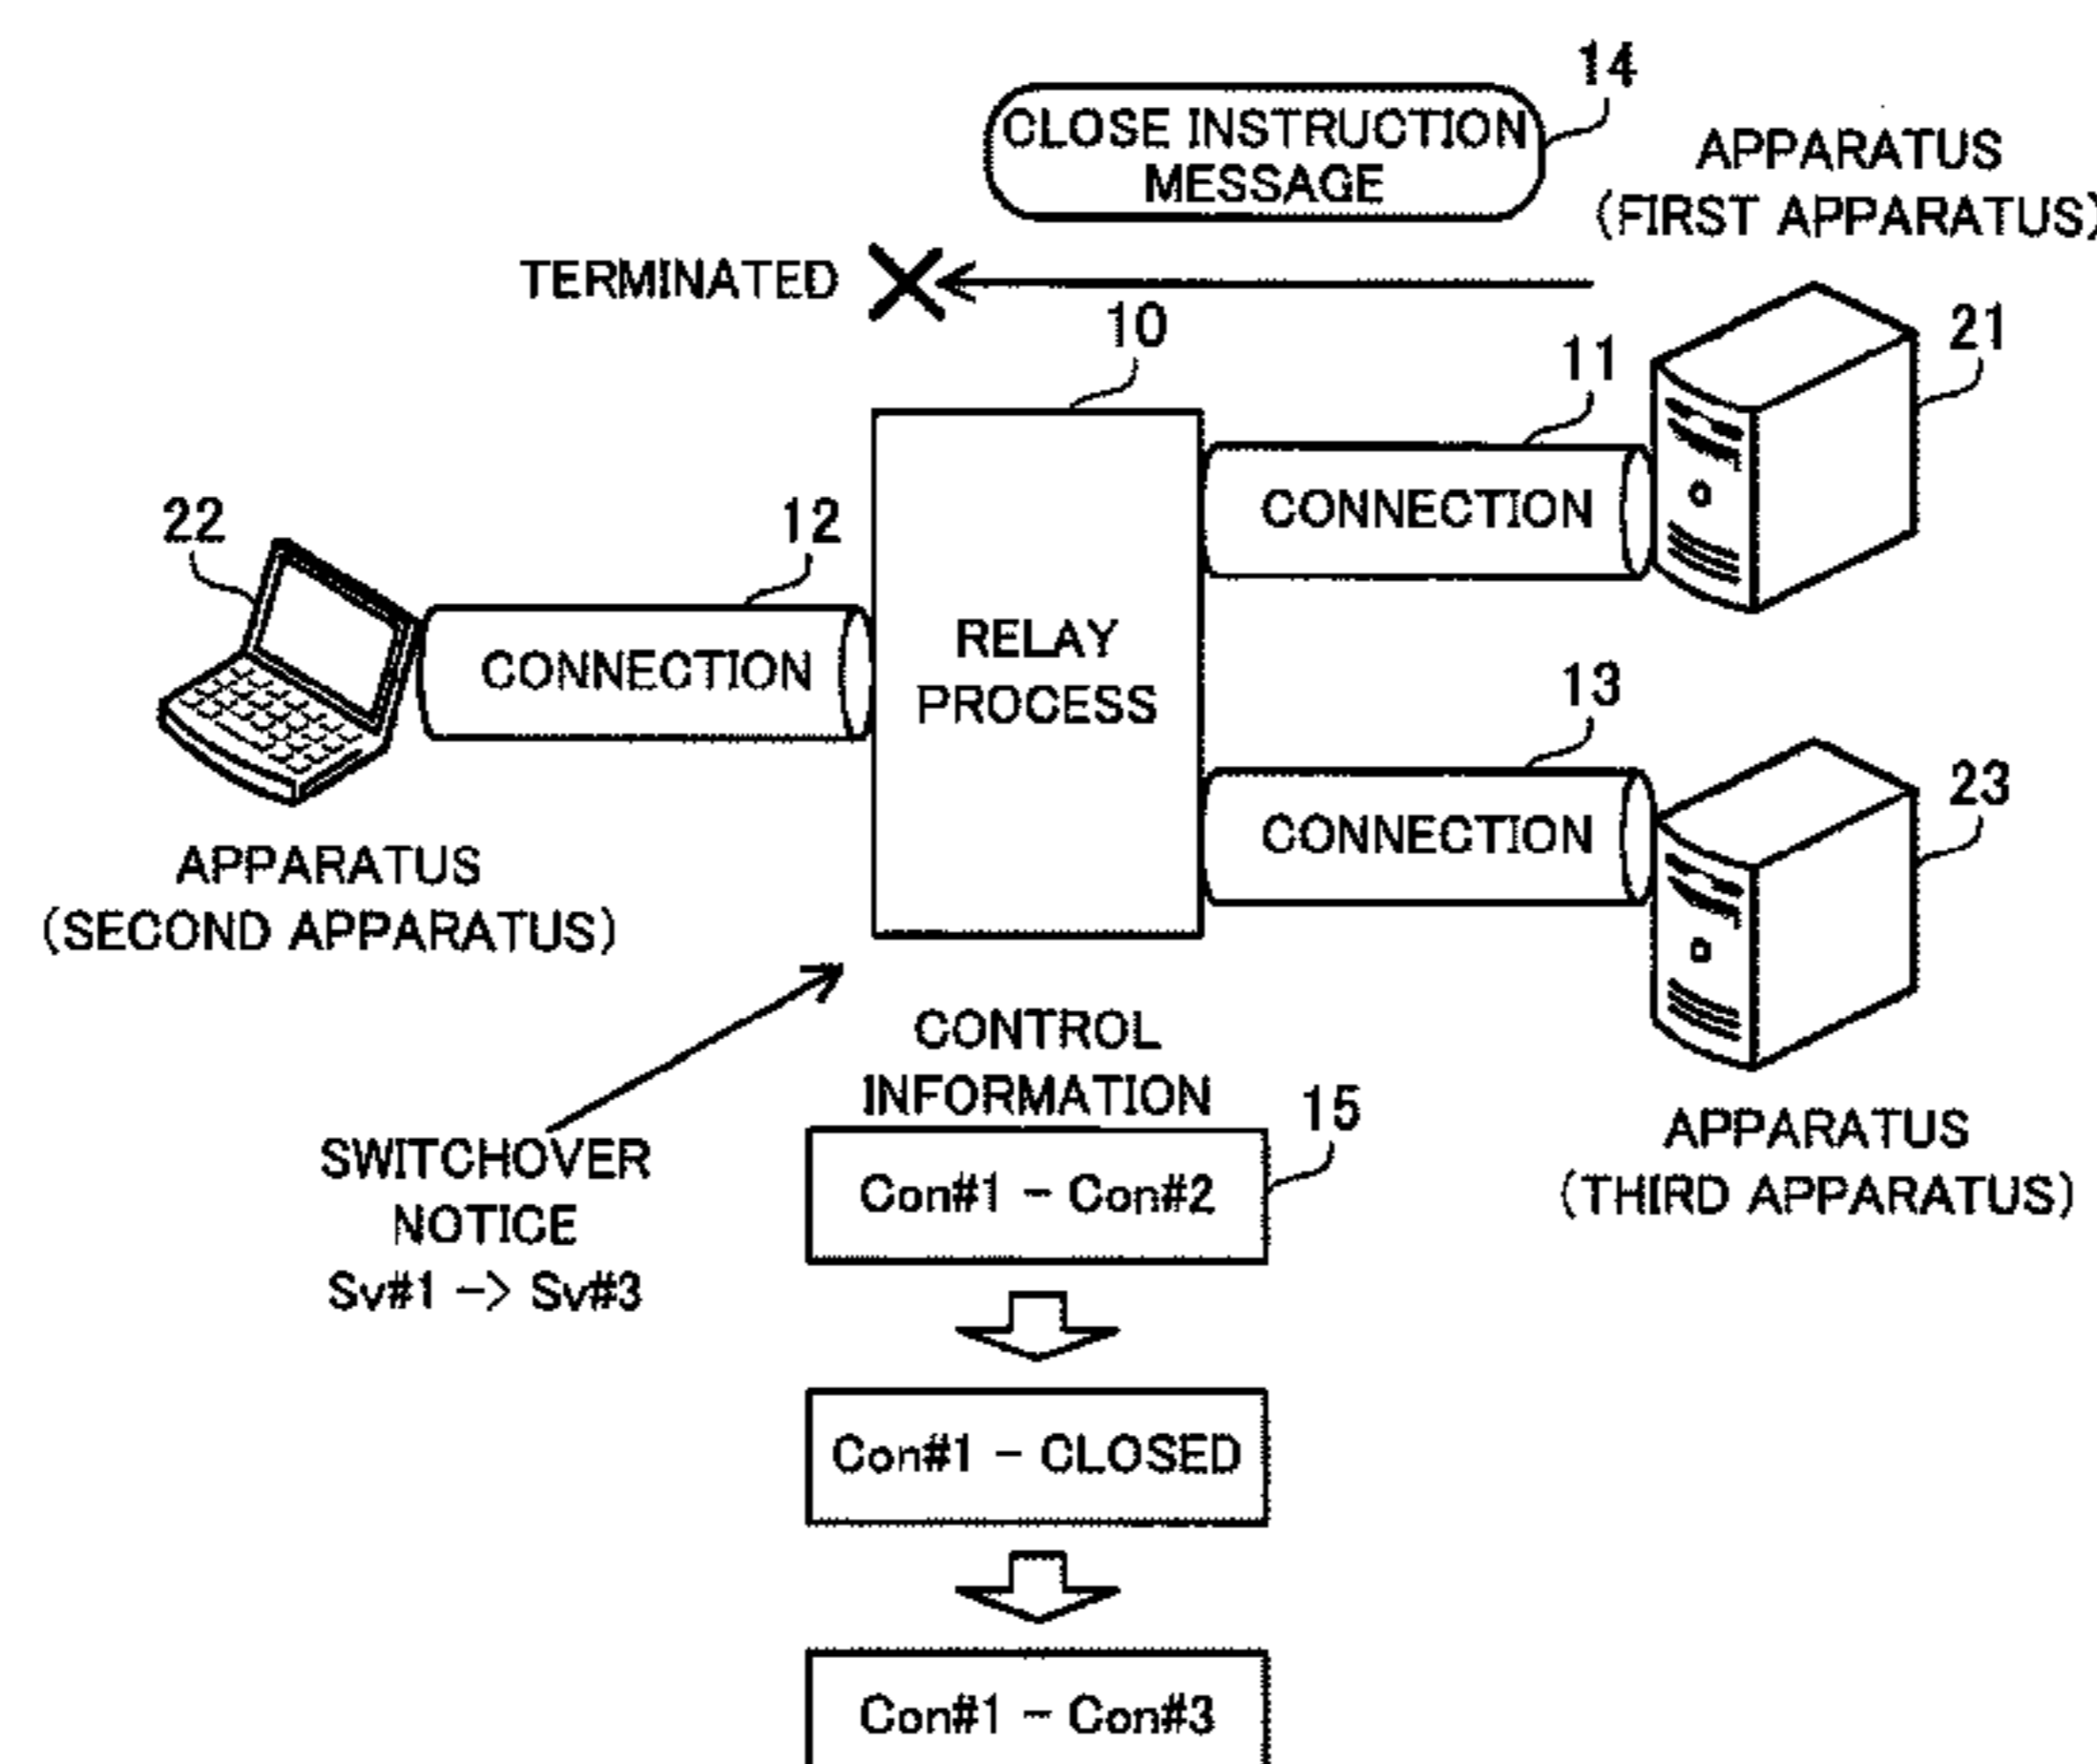 14
CLOSE INSTRUCTION
MESSAGE
APPARATUS
(FIRST APPARATUS)
TERMINATED
10
11
21
CONNECTION
22
12
CONNECTION
RELAY
PROCESS
13
23
CONNECTION
APPARATUS
(SECOND APPARATUS)
CONTROL
INFORMATION
15
APPARATUS
(THIRD APPARATUS)
SWITCHOVER
NOTICE
Sv#1 -> Sv#3
Con#1 - Con#2
Con#1 - CLOSED
Con#1 - Con#3